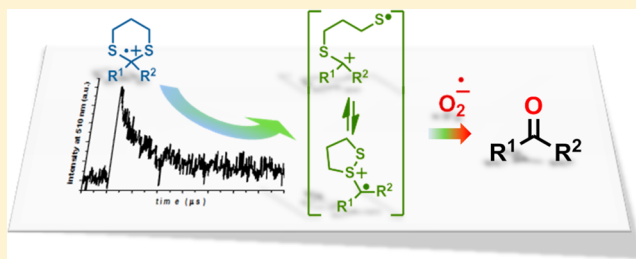 S •+ S
R¹ R²
Intensity at 510 nm (a.u.)
time (μs)
S•
S +
R¹ R²
S
S+
•
R¹ R²
O₂•−
O
R¹ R²